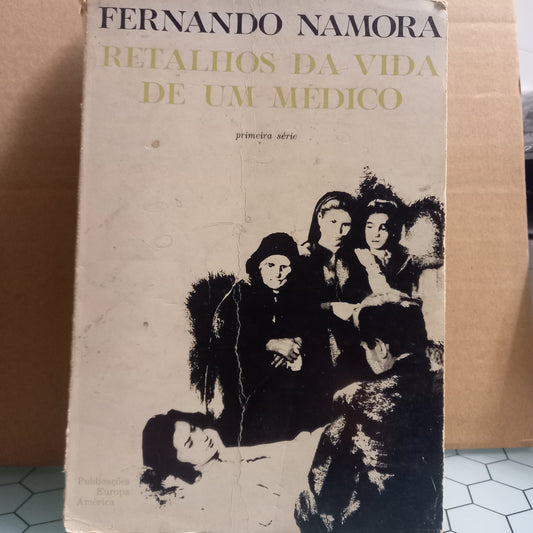 FERNANDO NAMORA
RETALHOS DA VIDA
DE UM MÉDICO
primeira série
Publicações
Europa
América